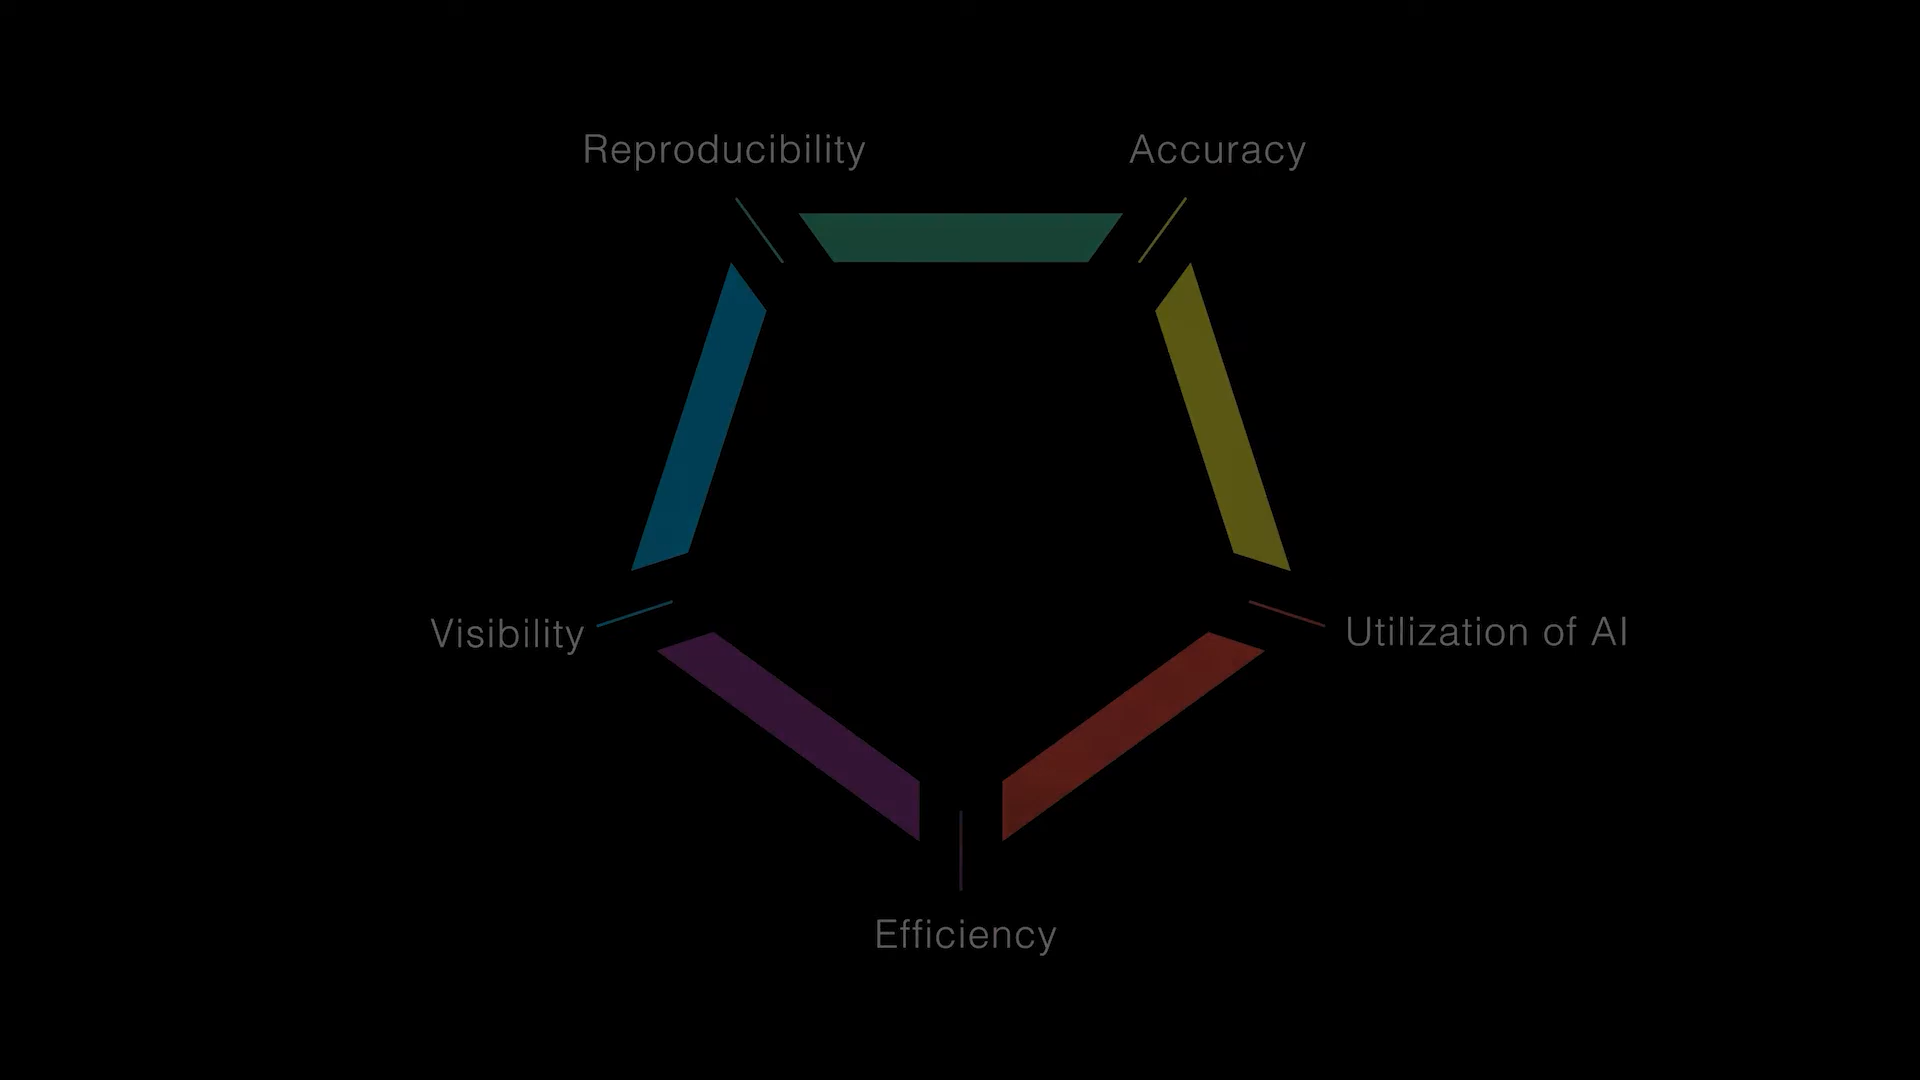 Reproducibility
Accuracy
Visibility
Utilization of AI
Efficiency